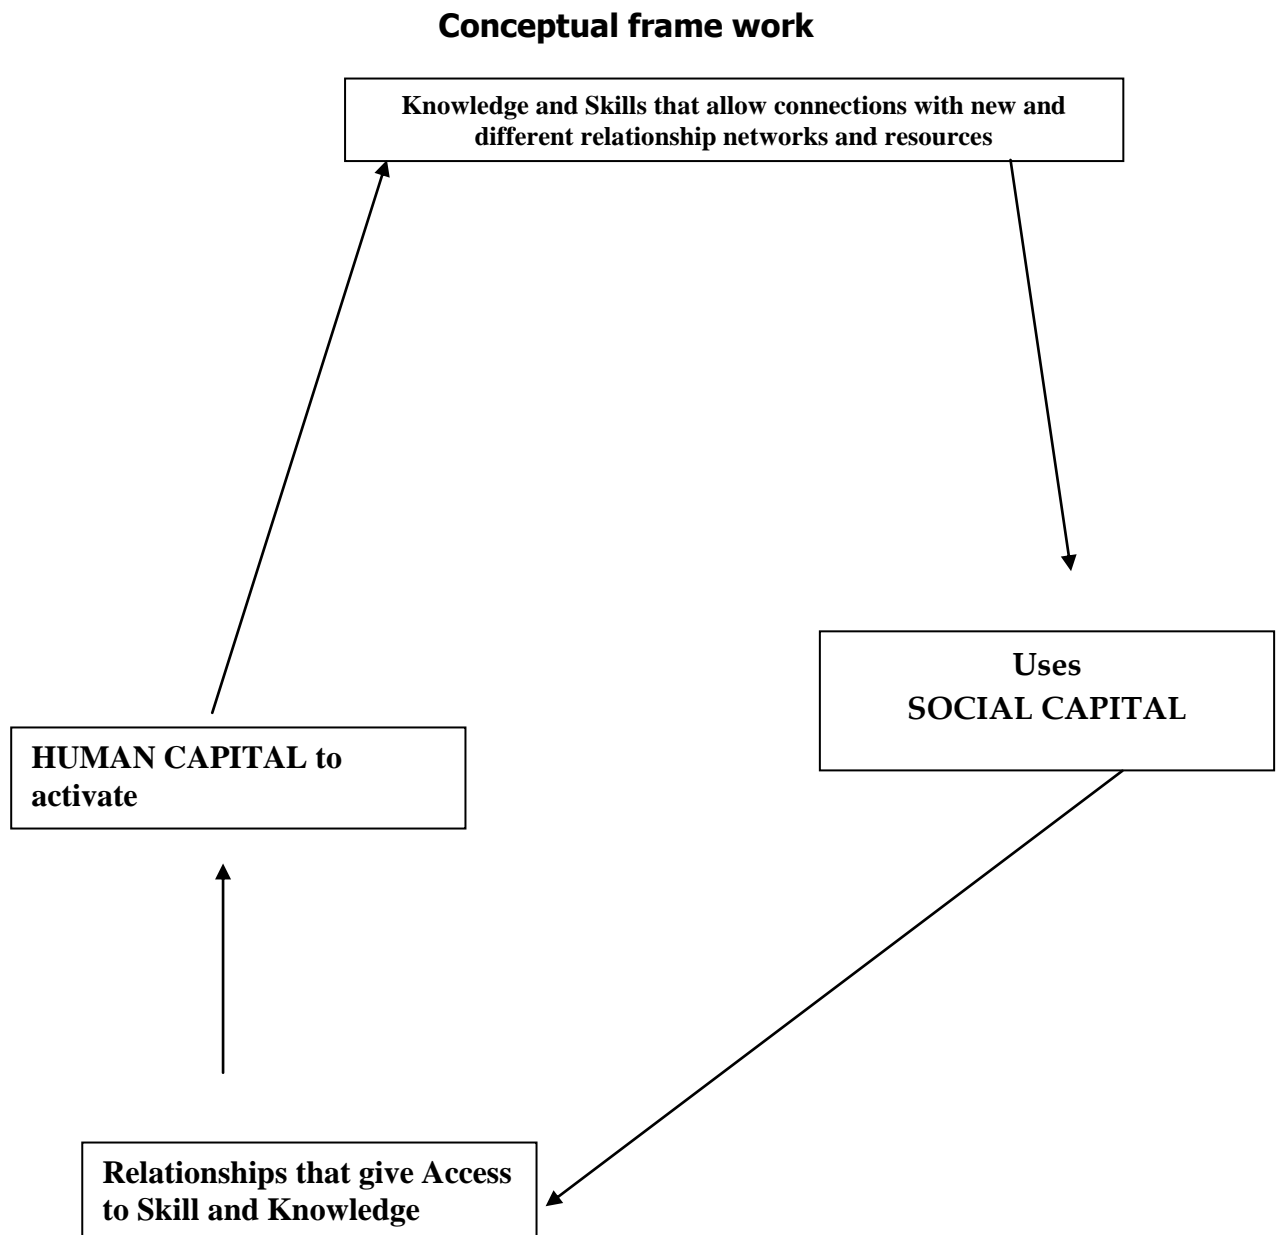 Conceptual frame work
Knowledge and Skills that allow connections with new and
different relationship networks and resources
Uses
SOCIAL CAPITAL
HUMAN CAPITAL to
activate
Relationships that give Access
to Skill and Knowledge